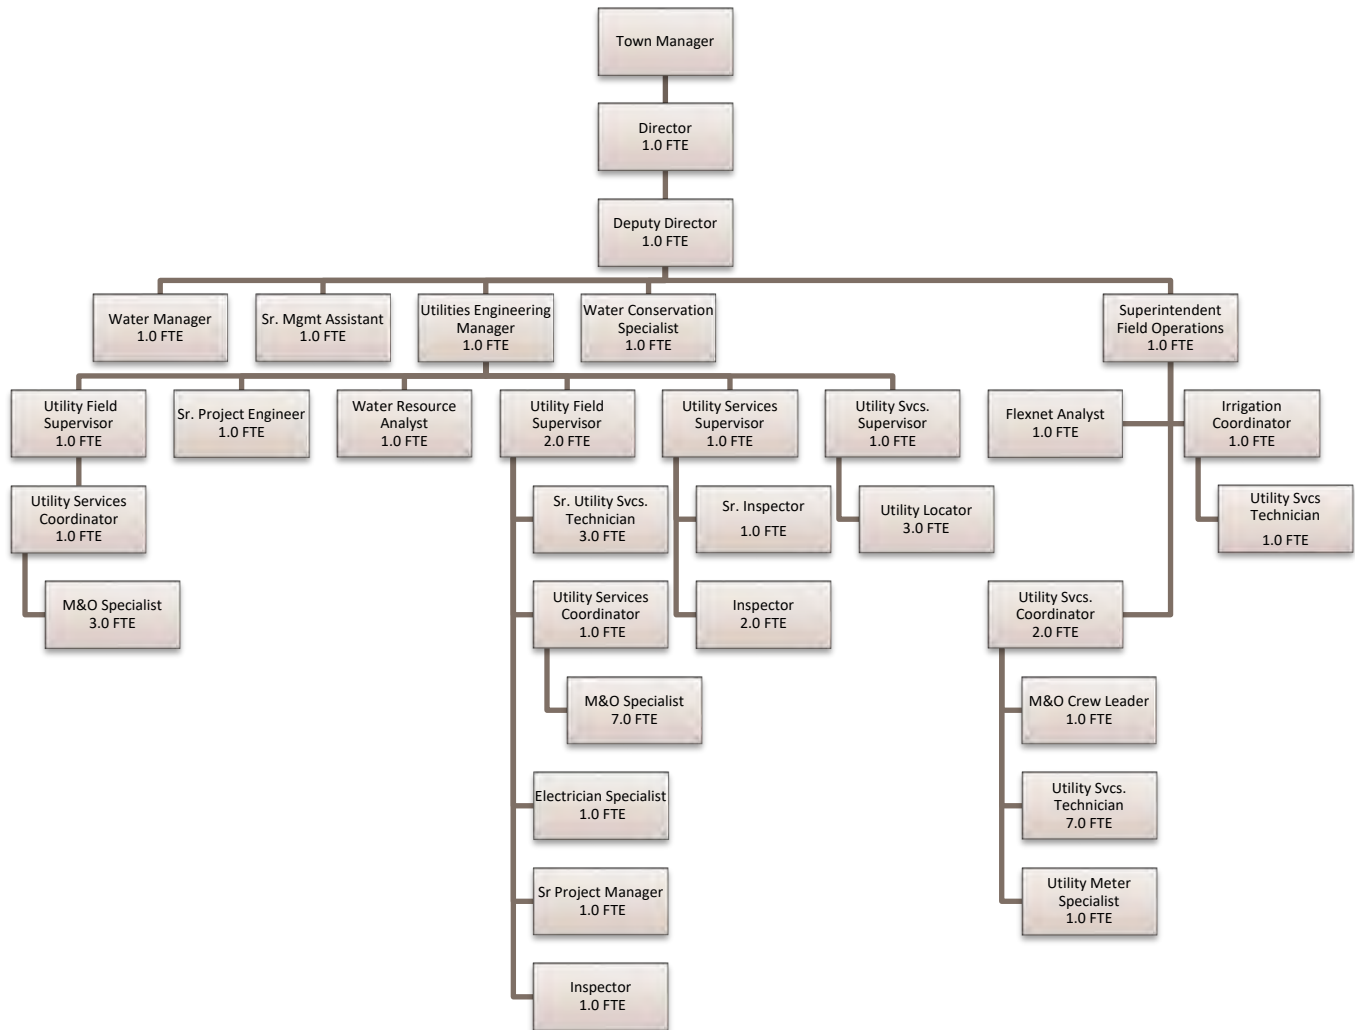 Town Manager
Director
1.0 FTE
Deputy Director
1.0 FTE
Water Manager
1.0 FTE
Sr. Mgmt Assistant
1.0 FTE
Utilities Engineering
Manager
1.0 FTE
Water Conservation
Specialist
1.0 FTE
Superintendent
Field Operations
1.0 FTE
Utility Field
Supervisor
1.0 FTE
Sr. Project Engineer
1.0 FTE
Water Resource
Analyst
1.0 FTE
Utility Field
Supervisor
2.0 FTE
Utility Services
Supervisor
1.0 FTE
Utility Svcs.
Supervisor
1.0 FTE
Flexnet Analyst
1.0 FTE
Irrigation
Coordinator
1.0 FTE
Utility Services
Coordinator
1.0 FTE
Sr. Utility Svcs.
Technician
3.0 FTE
Sr. Inspector
1.0 FTE
Utility Locator
3.0 FTE
Utility Svcs
Technician
1.0 FTE
M&O Specialist
3.0 FTE
Utility Services
Coordinator
1.0 FTE
Inspector
2.0 FTE
Utility Svcs.
Coordinator
2.0 FTE
M&O Specialist
7.0 FTE
M&O Crew Leader
1.0 FTE
Electrician Specialist
1.0 FTE
Utility Svcs.
Technician
7.0 FTE
Sr Project Manager
1.0 FTE
Utility Meter
Specialist
1.0 FTE
Inspector
1.0 FTE